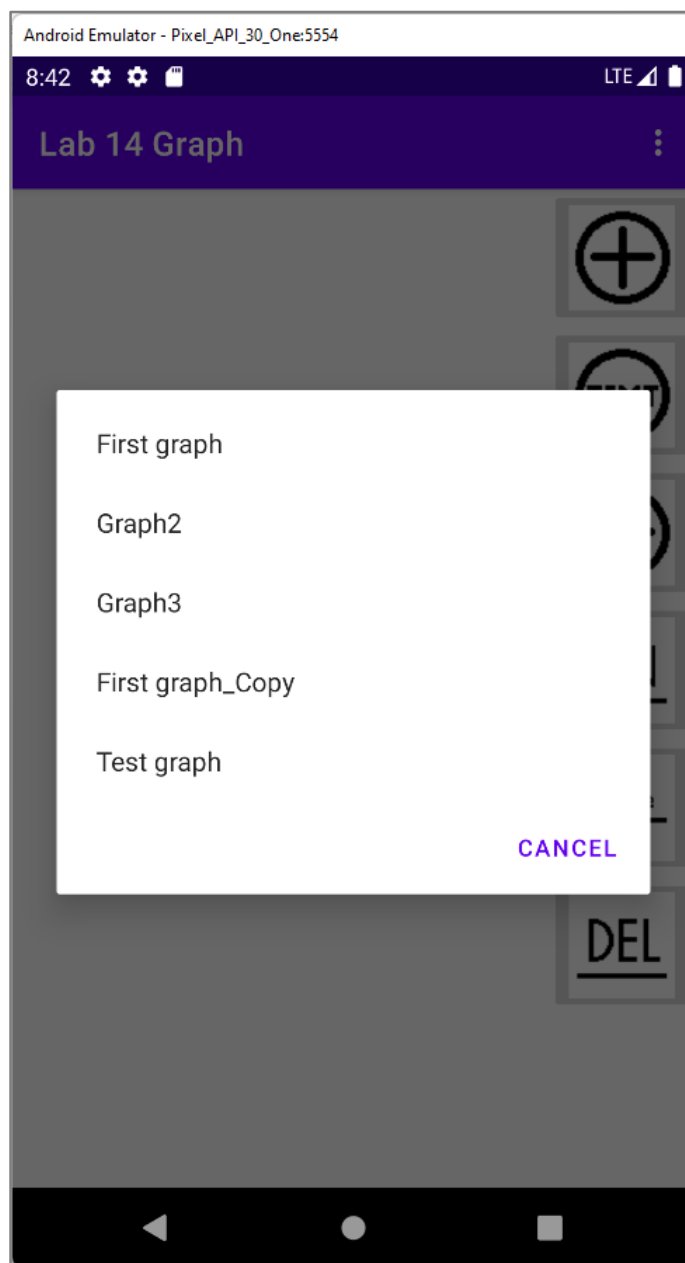 Android Emulator - Pixel_API_30_One:5554
8:42 LTE
Lab 14 Graph
First graph
Graph2
Graph3
First graph_Copy
Test graph
CANCEL
DEL